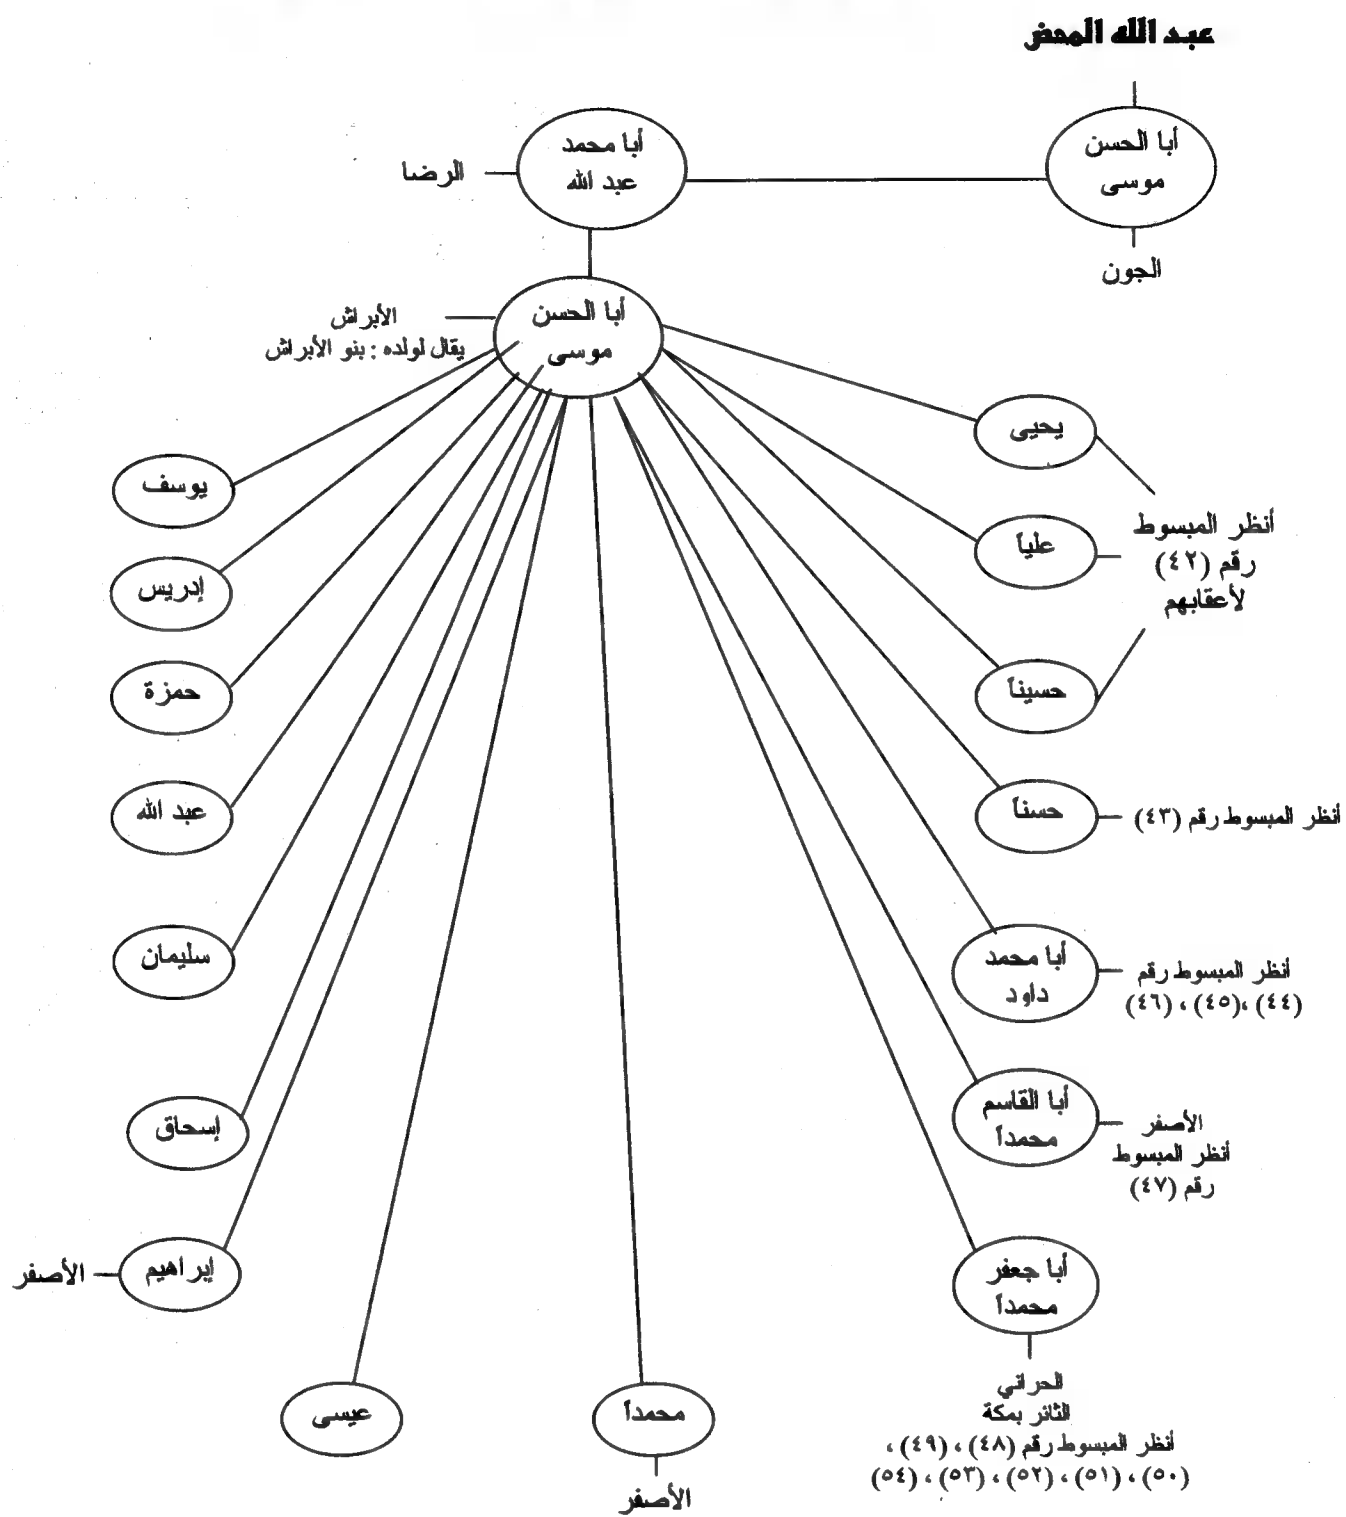 عبد الله المحض
أبا الحسن
موسى
الجون
أبا محمد
عبد الله
الرضا
أبا الحسن
موسى
الأبراش
يقال لولده : بنو الأبراش
يحيى
علياً
حسيناً
أنظر المبسوط
رقم (٤٢)
لأعقابهم
حسناً
أنظر المبسوط رقم (٤٣)
أبا محمد
داود
أنظر المبسوط رقم
(٤٤) ،(٤٥) ، (٤٦)
أبا القاسم
محمداً
الأصفر
أنظر المبسوط
رقم (٤٧)
أبا جعفر
محمداً
الحراني
الثائر بمكة
أنظر المبسوط رقم (٤٨) ، (٤٩) ،
(٥٠) ، (٥١) ، (٥٢) ، (٥٣) ، (٥٤)
محمداً
الأصفر
عيسى
إبراهيم
الأصفر
إسحاق
سليمان
عبد الله
حمزة
إدريس
يوسف